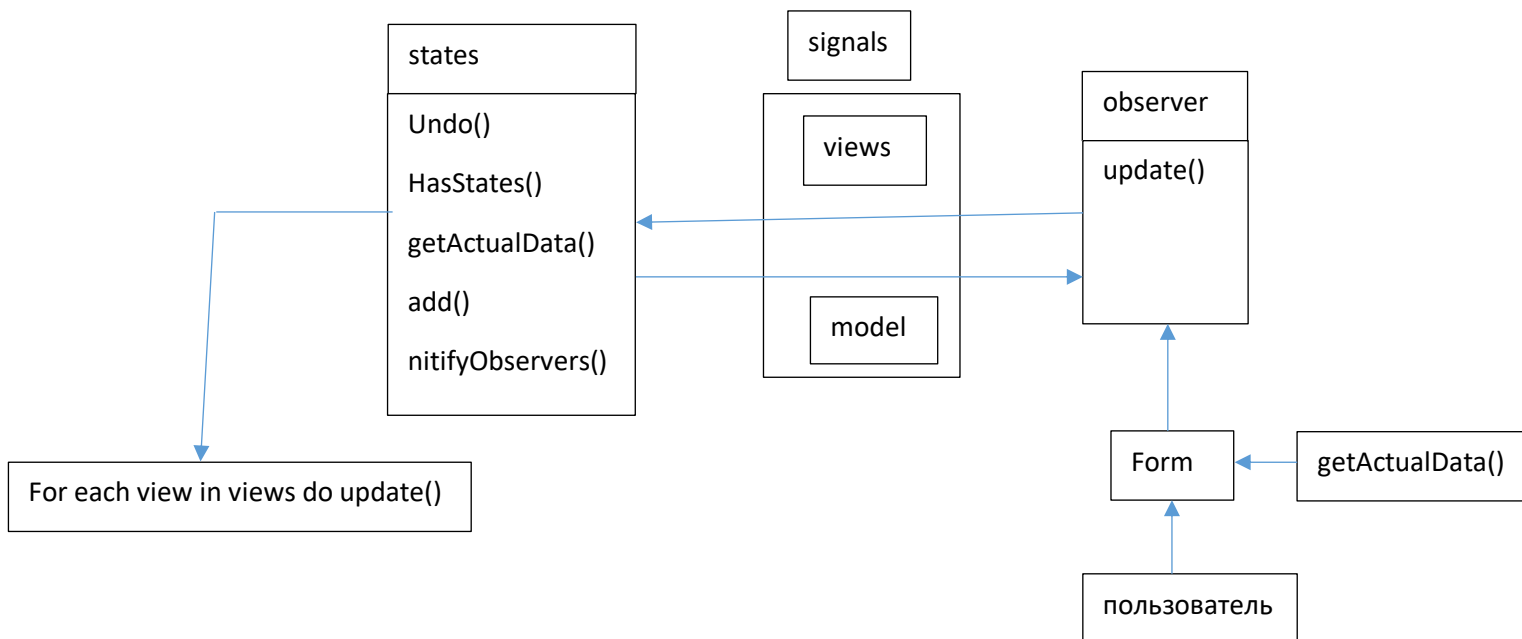 states
Undo()
HasStates()
getActualData()
add()
nitifyObservers()
signals
views
model
observer
update()
For each view in views do update()
Form
getActualData()
пользователь